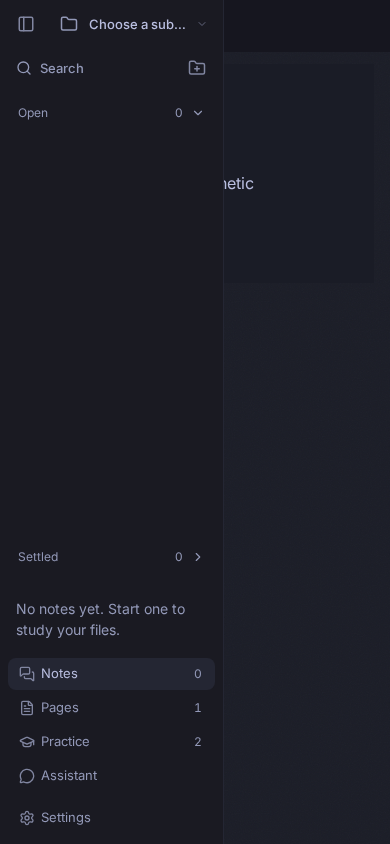 Choose a sub...
Search
Open 0
Settled 0
No notes yet. Start one to
study your files.
Notes 0
Pages 1
Practice 2
Assistant
Settings